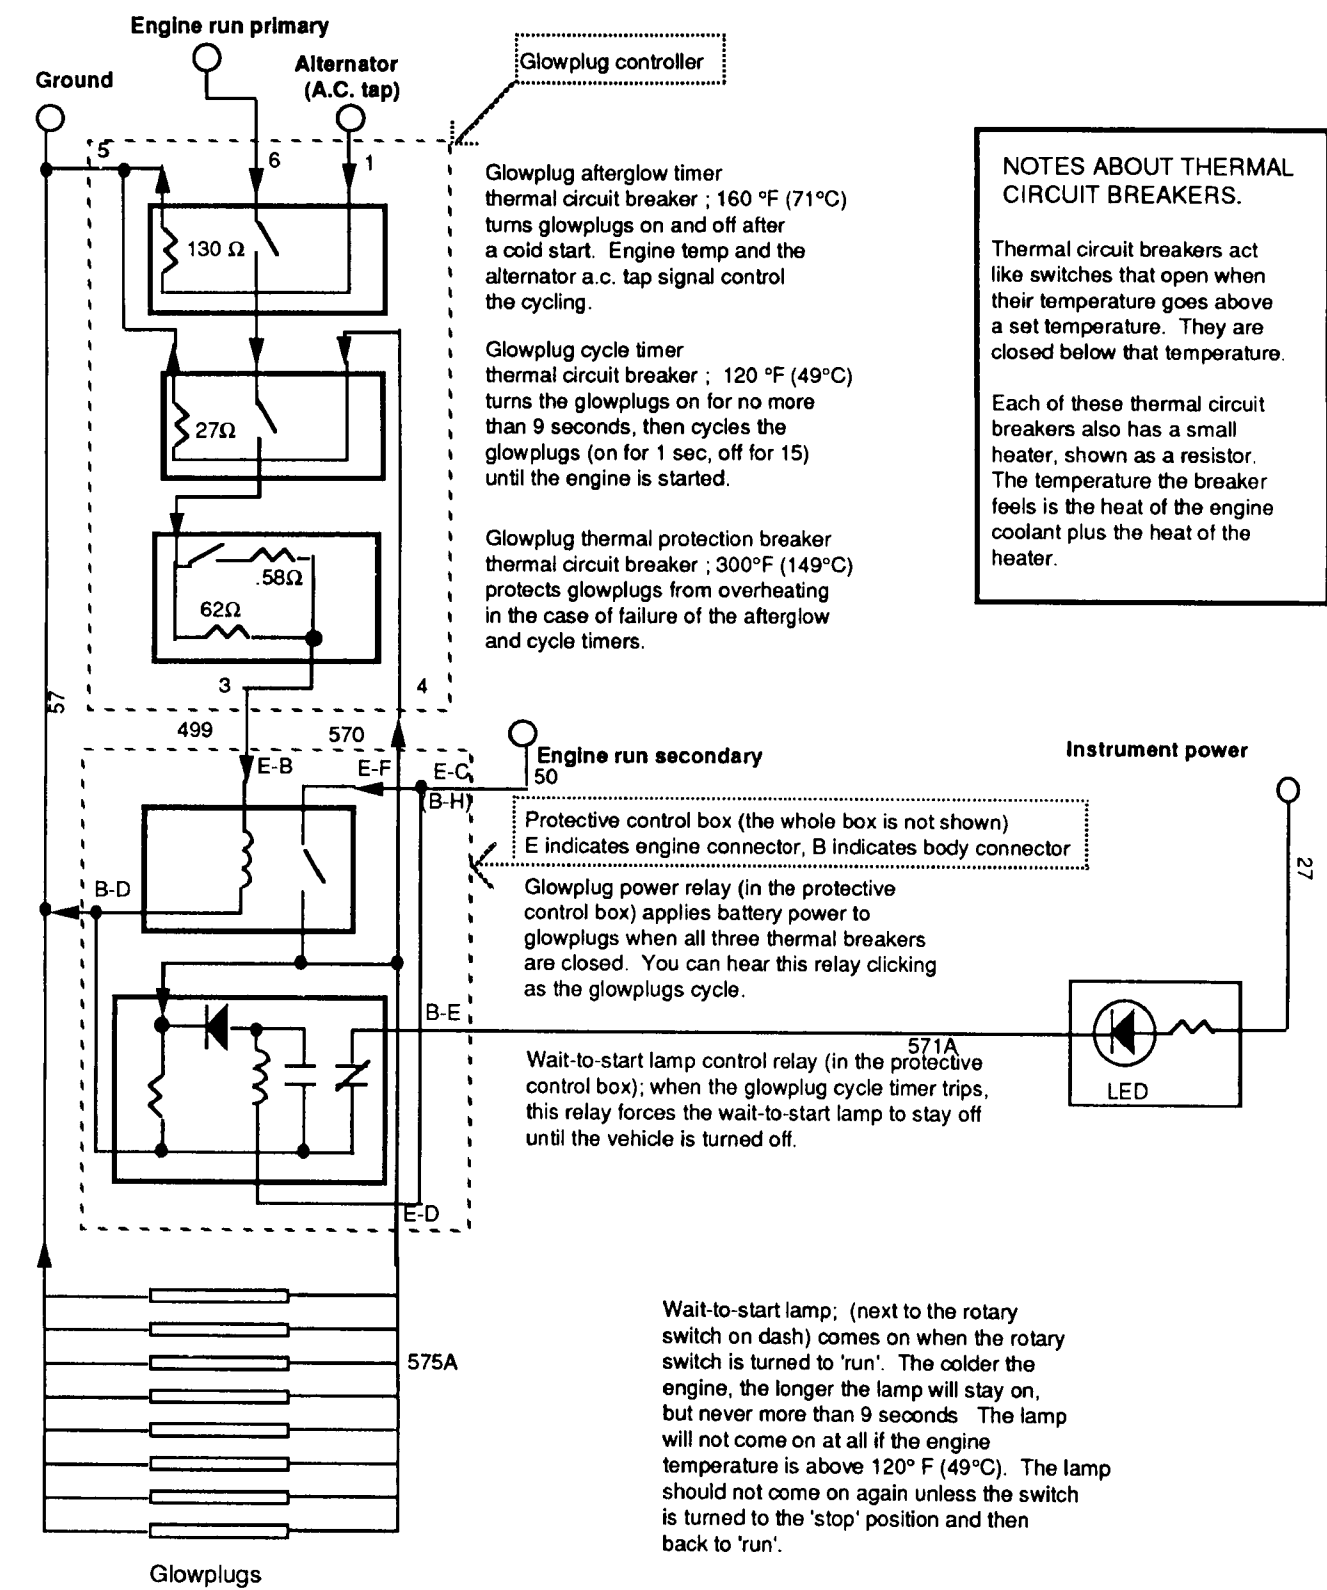 Engine run primary
Ground
Alternator
(A.C. tap)
Glowplug controller
5
6
1
130 Ω
27Ω
.58Ω
62Ω
3
4
Glowplug afterglow timer
thermal circuit breaker ; 160 °F (71°C)
turns glowplugs on and off after
a cold start. Engine temp and the
alternator a.c. tap signal control
the cycling.
Glowplug cycle timer
thermal circuit breaker ; 120 °F (49°C)
turns the glowplugs on for no more
than 9 seconds, then cycles the
glowplugs (on for 1 sec, off for 15)
until the engine is started.
Glowplug thermal protection breaker
thermal circuit breaker ; 300°F (149°C)
protects glowplugs from overheating
in the case of failure of the afterglow
and cycle timers.
NOTES ABOUT THERMAL
CIRCUIT BREAKERS.
Thermal circuit breakers act
like switches that open when
their temperature goes above
a set temperature. They are
closed below that temperature.
Each of these thermal circuit
breakers also has a small
heater, shown as a resistor.
The temperature the breaker
feels is the heat of the engine
coolant plus the heat of the
heater.
57
499
570
E-B
E-F
E-C
(B-H)
Engine run secondary
50
Instrument power
27
Protective control box (the whole box is not shown)
E indicates engine connector, B indicates body connector
B-D
Glowplug power relay (in the protective
control box) applies battery power to
glowplugs when all three thermal breakers
are closed. You can hear this relay clicking
as the glowplugs cycle.
B-E
571A
LED
Wait-to-start lamp control relay (in the protective
control box); when the glowplug cycle timer trips,
this relay forces the wait-to-start lamp to stay off
until the vehicle is turned off.
E-D
575A
Glowplugs
Wait-to-start lamp; (next to the rotary
switch on dash) comes on when the rotary
switch is turned to 'run'. The colder the
engine, the longer the lamp will stay on,
but never more than 9 seconds The lamp
will not come on at all if the engine
temperature is above 120° F (49°C). The lamp
should not come on again unless the switch
is turned to the 'stop' position and then
back to 'run'.